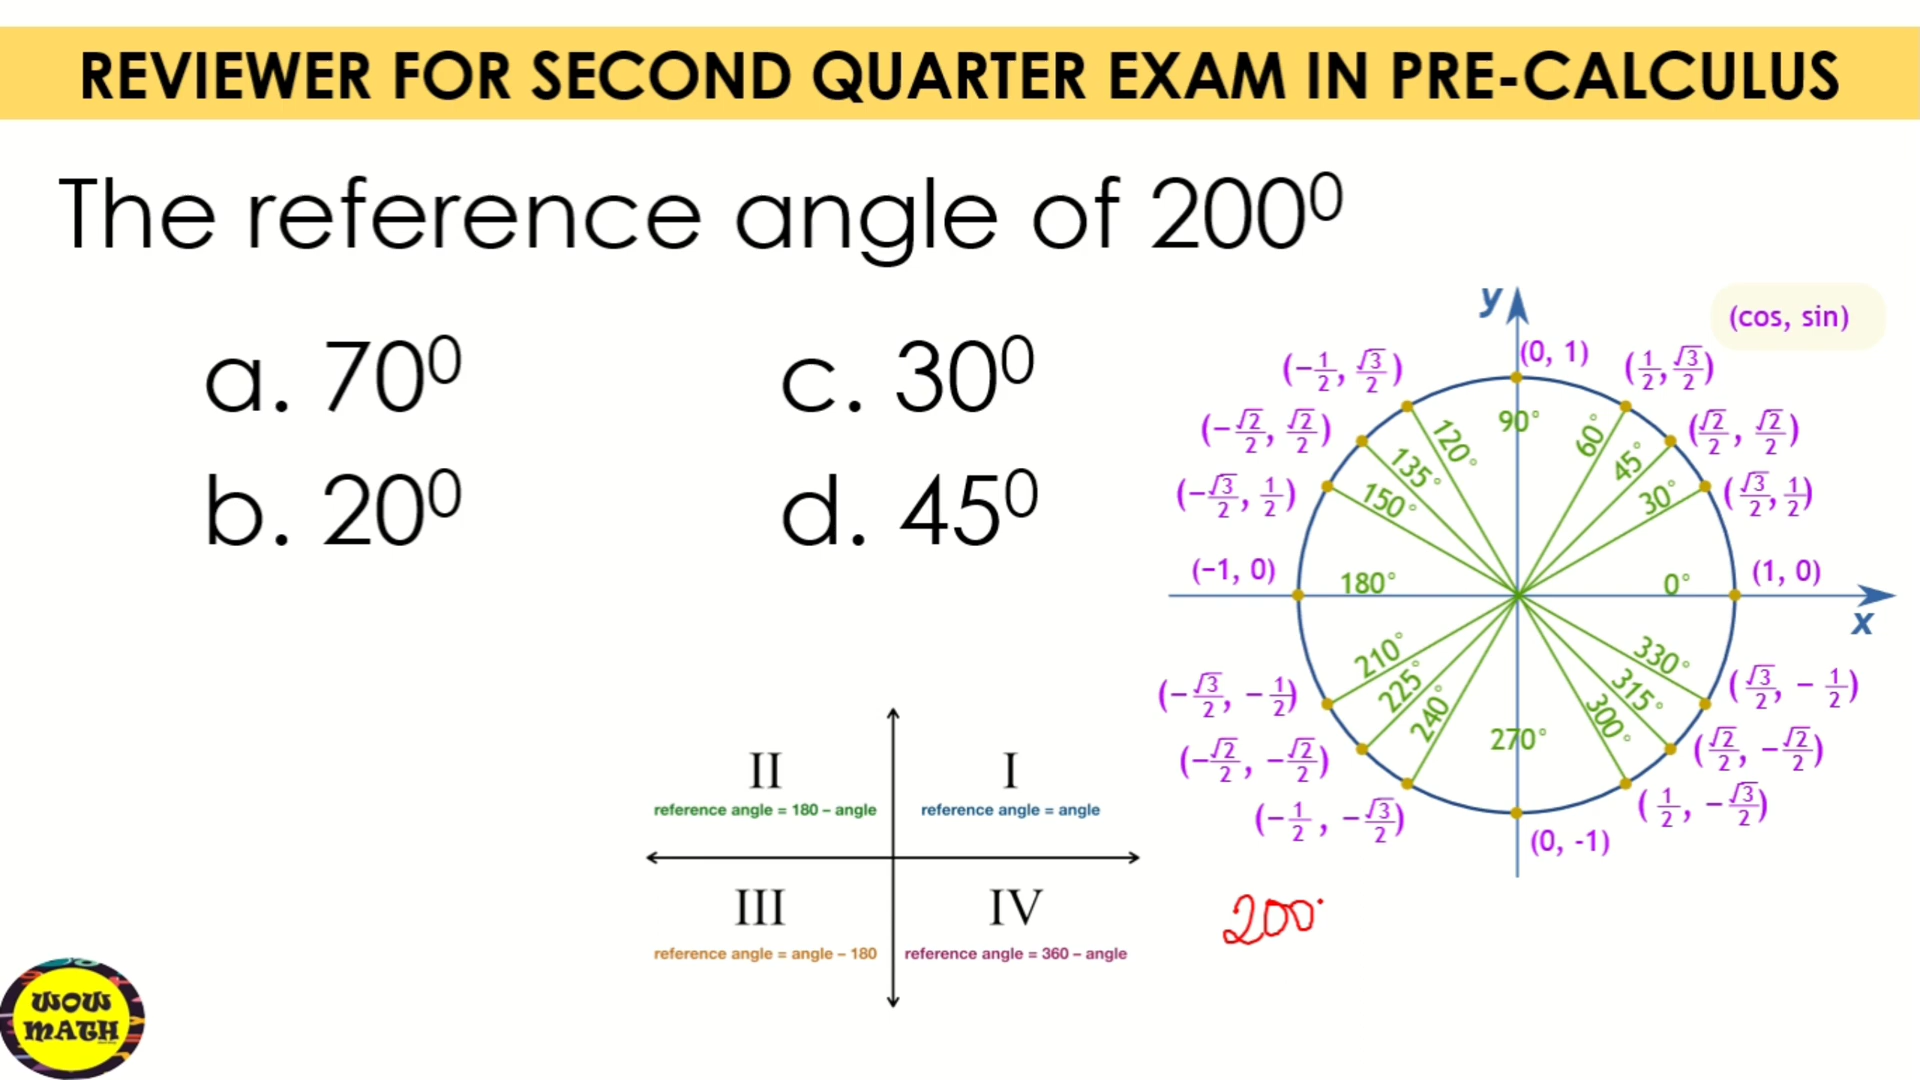 REVIEWER FOR SECOND QUARTER EXAM IN PRE-CALCULUS
The reference angle of 200⁰
a. 70⁰
c. 30⁰
b. 20⁰
d. 45⁰
y
(cos, sin)
(0, 1)
(-1/2, √3/2)
(1/2, √3/2)
(-√2/2, √2/2)
(√2/2, √2/2)
(-√3/2, 1/2)
(√3/2, 1/2)
90°
120°
60°
135°
45°
150°
30°
(−1, 0)
180°
0°
(1, 0)
x
210°
330°
225°
315°
240°
300°
270°
(-√3/2, -1/2)
(√3/2, -1/2)
(-√2/2, -√2/2)
(√2/2, -√2/2)
(-1/2, -√3/2)
(1/2, -√3/2)
(0, -1)
II
I
reference angle = 180 – angle
reference angle = angle
III
IV
reference angle = angle – 180
reference angle = 360 – angle
200°
WOW
MATH